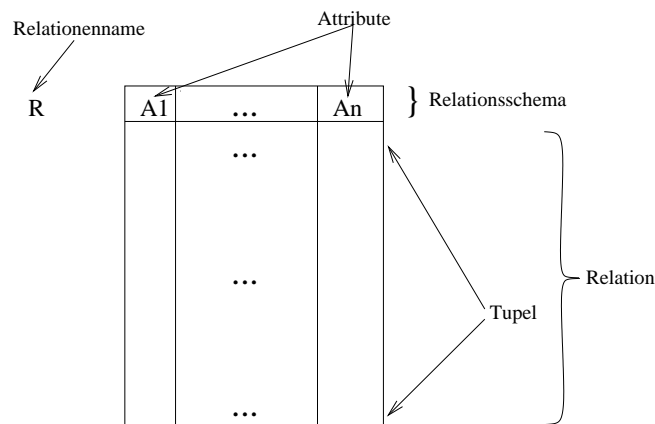 Attribute
Relationenname
R
A1 ... An
} Relationsschema
...
...
Relation
Tupel
...